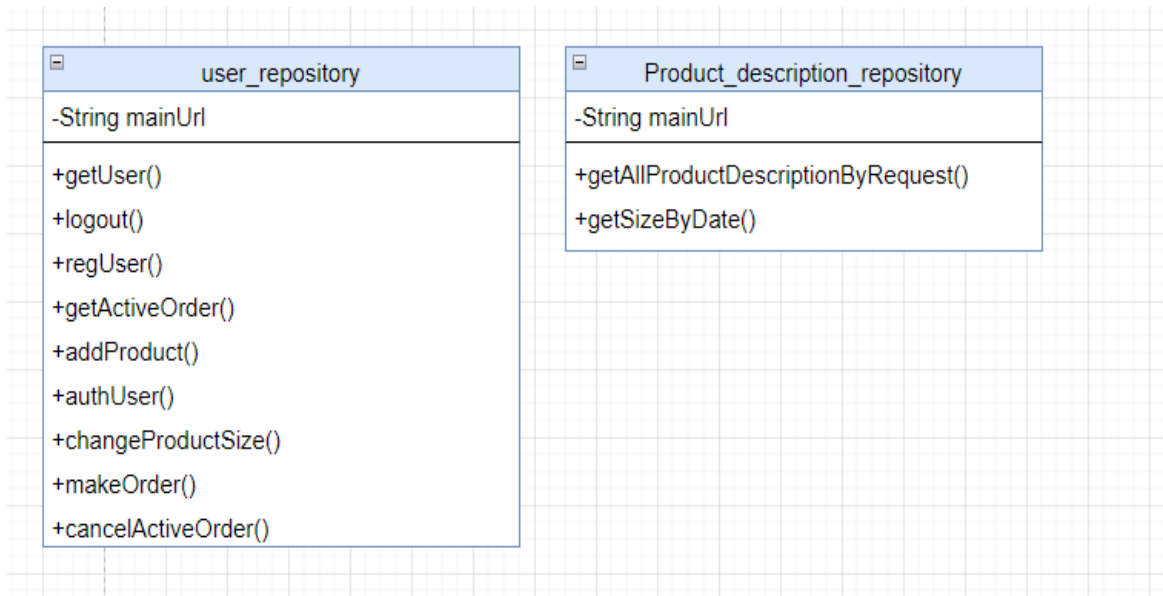 user_repository
-String mainUrl
+getUser()
+logout()
+regUser()
+getActiveOrder()
+addProduct()
+authUser()
+changeProductSize()
+makeOrder()
+cancelActiveOrder()
Product_description_repository
-String mainUrl
+getAllProductDescriptionByRequest()
+getSizeByDate()